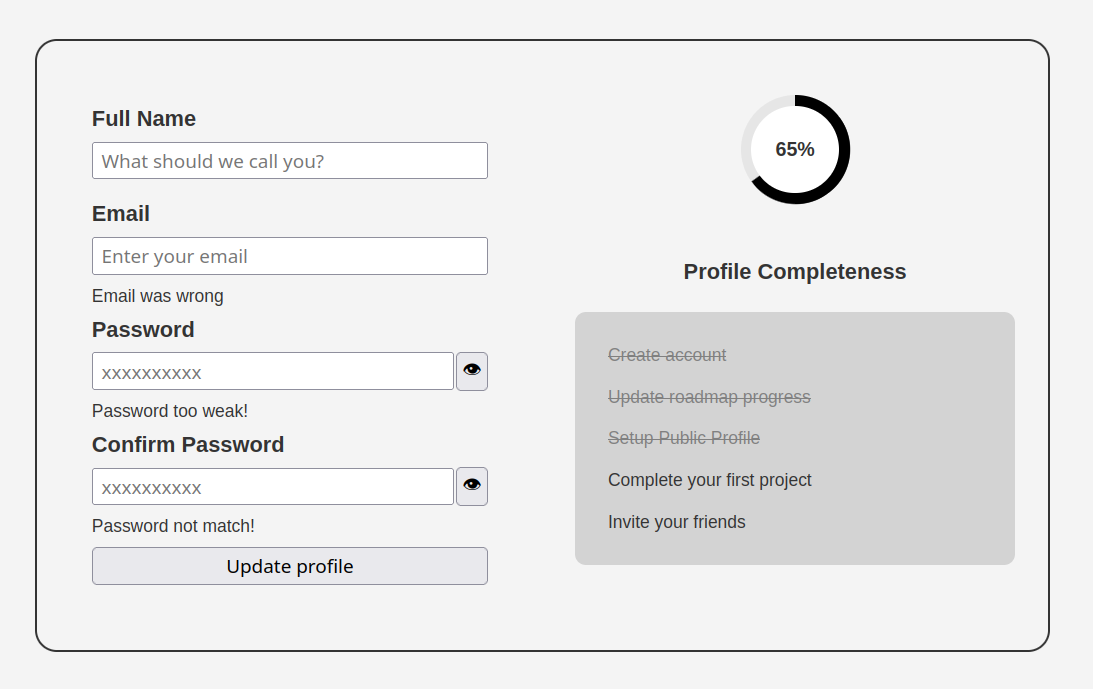 Full Name
What should we call you?
Email
Enter your email
Email was wrong
Password
xxxxxxxxxx
Password too weak!
Confirm Password
xxxxxxxxxx
Password not match!
Update profile
65%
Profile Completeness
Create account
Update roadmap progress
Setup Public Profile
Complete your first project
Invite your friends